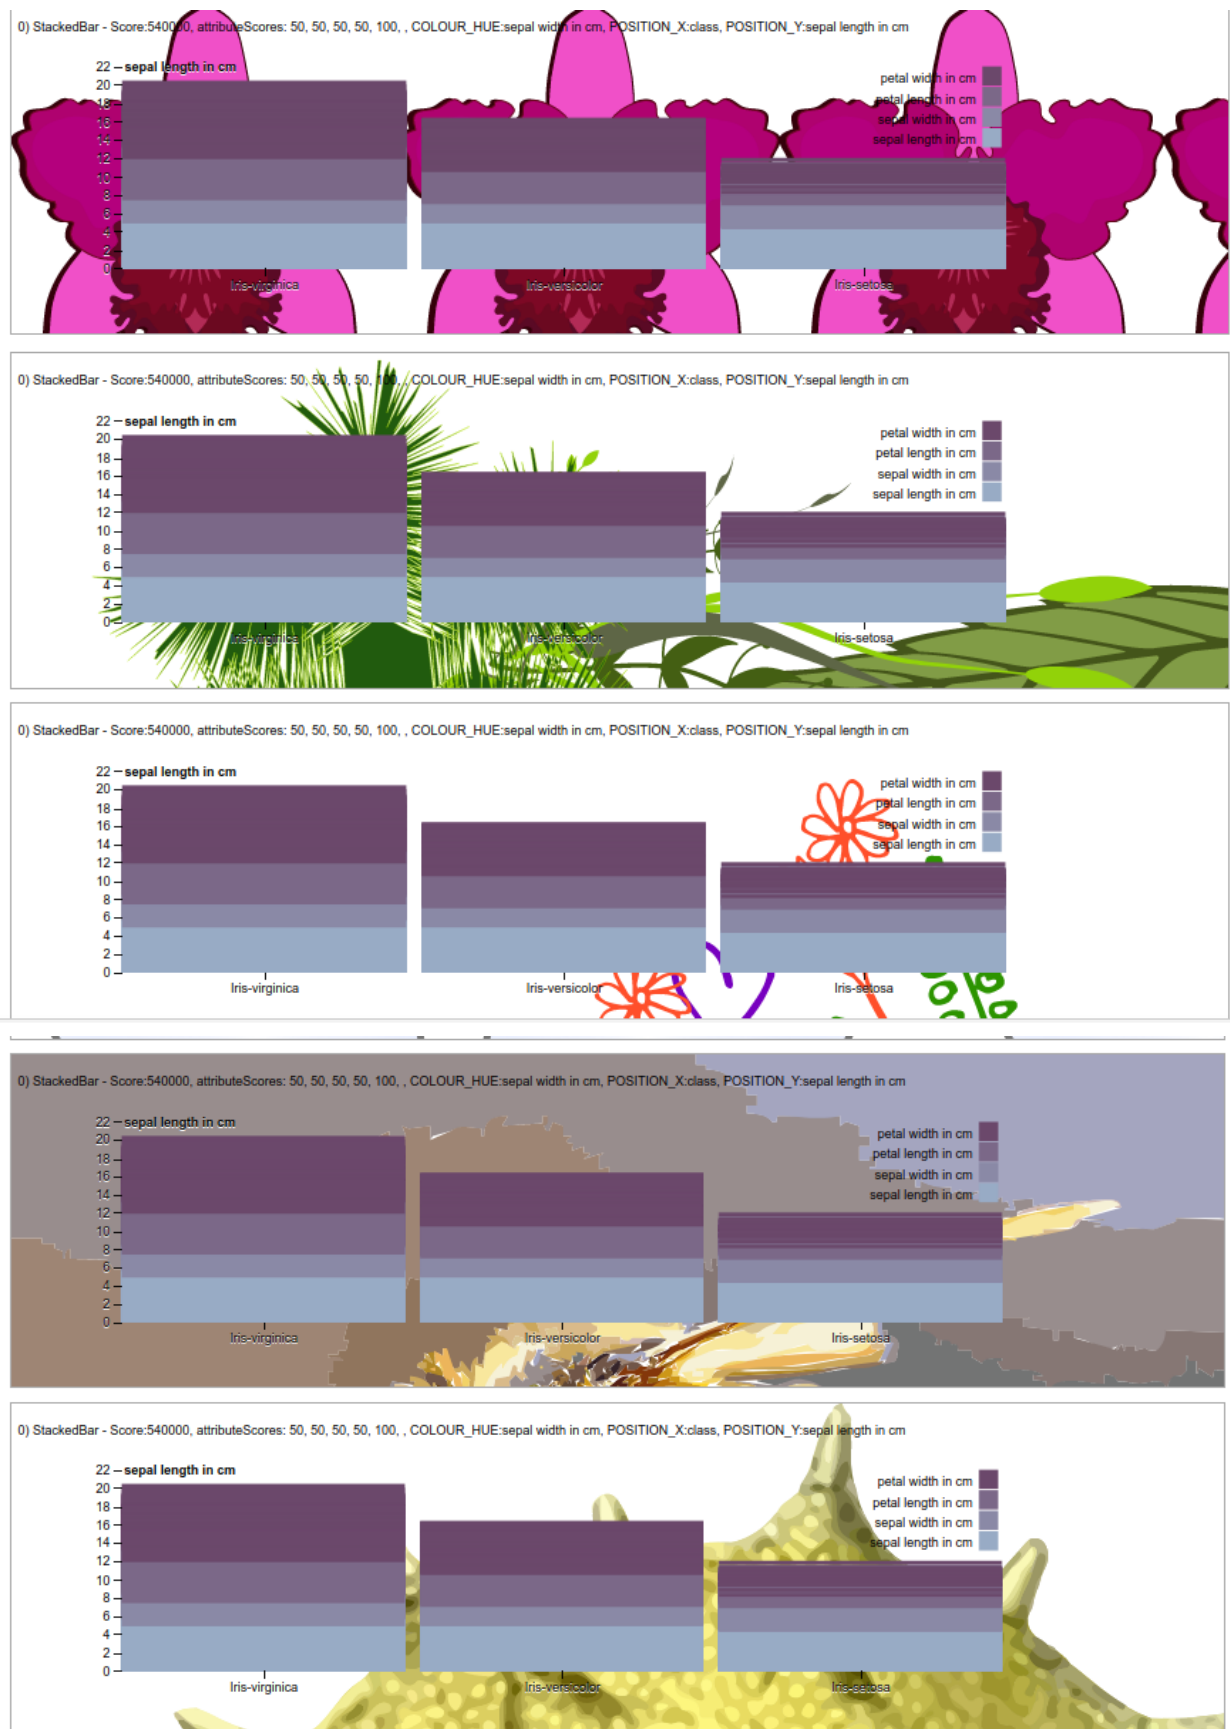 0) StackedBar - Score:540000, attributeScores: 50, 50, 50, 50, 100, , COLOUR_HUE:sepal width in cm, POSITION_X:class, POSITION_Y:sepal length in cm
22 sepal length in cm
petal width in cm
20
petal length in cm
18
sepal width in cm
16
sepal length in cm
14
12
10
8
6
4
2
0
Iris-virginica Iris-versicolor Iris-setosa
0) StackedBar - Score:540000, attributeScores: 50, 50, 50, 50, 100, , COLOUR_HUE:sepal width in cm, POSITION_X:class, POSITION_Y:sepal length in cm
22 sepal length in cm
petal width in cm
20
petal length in cm
18
sepal width in cm
16
sepal length in cm
14
12
10
8
6
4
2
0
Iris-virginica Iris-versicolor Iris-setosa
0) StackedBar - Score:540000, attributeScores: 50, 50, 50, 50, 100, , COLOUR_HUE:sepal width in cm, POSITION_X:class, POSITION_Y:sepal length in cm
22 sepal length in cm
petal width in cm
20
petal length in cm
18
sepal width in cm
16
sepal length in cm
14
12
10
8
6
4
2
0
Iris-virginica Iris-versicolor Iris-setosa
0) StackedBar - Score:540000, attributeScores: 50, 50, 50, 50, 100, , COLOUR_HUE:sepal width in cm, POSITION_X:class, POSITION_Y:sepal length in cm
22 sepal length in cm
petal width in cm
20
petal length in cm
18
sepal width in cm
16
sepal length in cm
14
12
10
8
6
4
2
0
Iris-virginica Iris-versicolor Iris-setosa
0) StackedBar - Score:540000, attributeScores: 50, 50, 50, 50, 100, , COLOUR_HUE:sepal width in cm, POSITION_X:class, POSITION_Y:sepal length in cm
22 sepal length in cm
petal width in cm
20
petal length in cm
18
sepal width in cm
16
sepal length in cm
14
12
10
8
6
4
2
0
Iris-virginica Iris-versicolor Iris-setosa